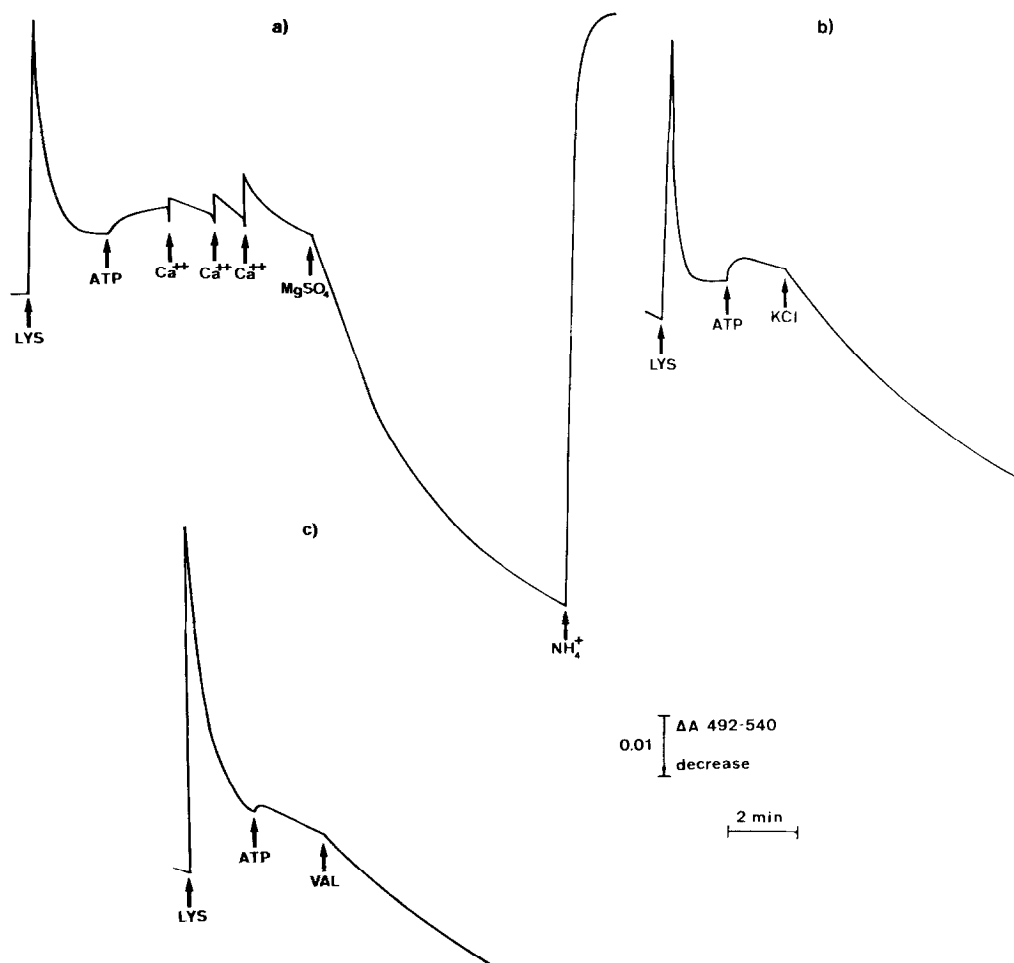 a)
LYS
ATP
Ca++
Ca++
Ca++
MgSO4
NH4+
b)
LYS
ATP
KCl
c)
LYS
ATP
VAL
0.01
ΔA 492-540
decrease
2 min